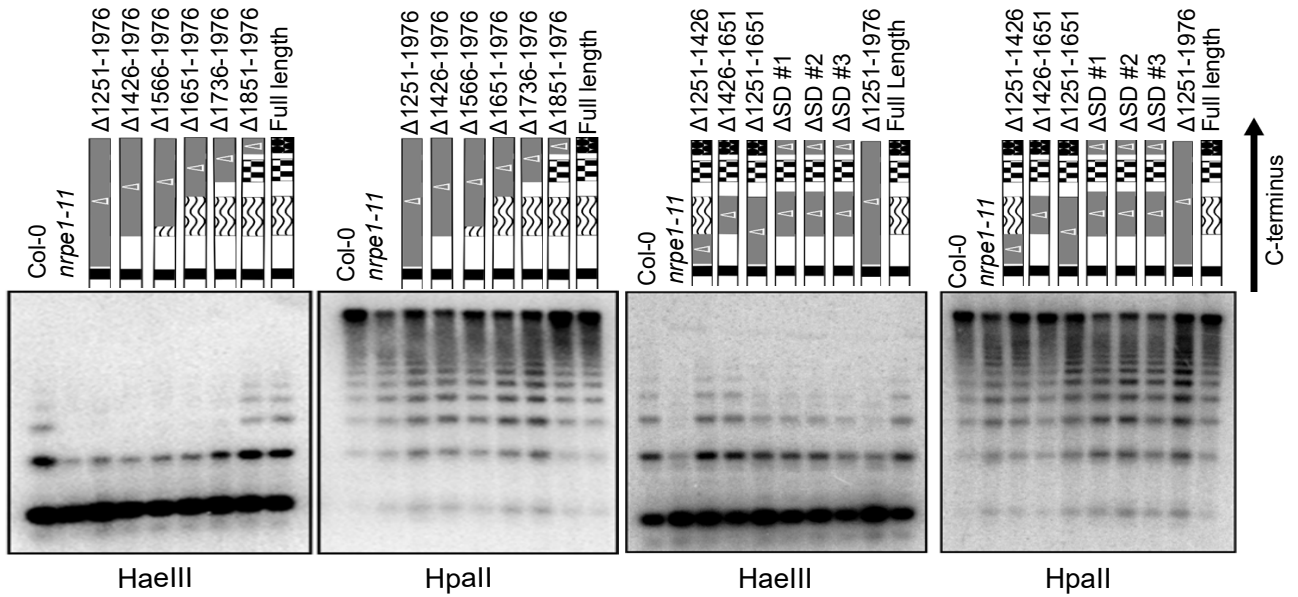 Col-0
nrpe1-11
Δ1251-1976
Δ1426-1976
Δ1566-1976
Δ1651-1976
Δ1736-1976
Δ1851-1976
Full length
Col-0
nrpe1-11
Δ1251-1976
Δ1426-1976
Δ1566-1976
Δ1651-1976
Δ1736-1976
Δ1851-1976
Full length
Col-0
nrpe1-11
Δ1251-1426
Δ1426-1651
Δ1251-1651
ΔSD #1
ΔSD #2
ΔSD #3
Δ1251-1976
Full Length
Col-0
nrpe1-11
Δ1251-1426
Δ1426-1651
Δ1251-1651
ΔSD #1
ΔSD #2
ΔSD #3
Δ1251-1976
Full length
C-terminus
HaeIII
HpaII
HaeIII
HpaII